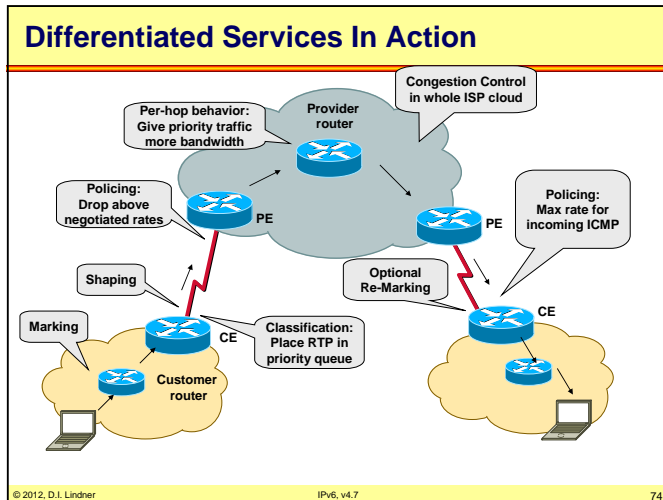 Differentiated Services In Action
Congestion Control
in whole ISP cloud
Per-hop behavior:
Give priority traffic
more bandwidth
Provider
router
Policing:
Drop above
negotiated rates
PE
Policing:
Max rate for
incoming ICMP
PE
Shaping
Optional
Re-Marking
Marking
CE
Classification:
Place RTP in
priority queue
CE
Customer
router
© 2012, D.I. Lindner
IPv6, v4.7
74